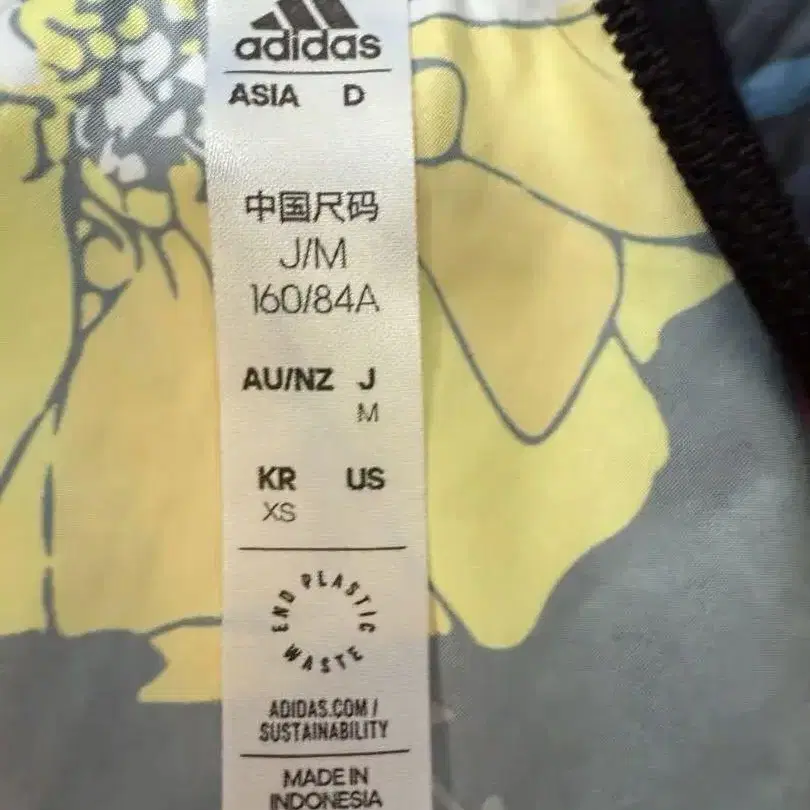 adidas
ASIA D
中国尺码
J/M
160/84A
AU/NZ J
M
KR US
XS
END PLASTIC WASTE
ADIDAS.COM/
SUSTAINABILITY
MADE IN
INDONESIA